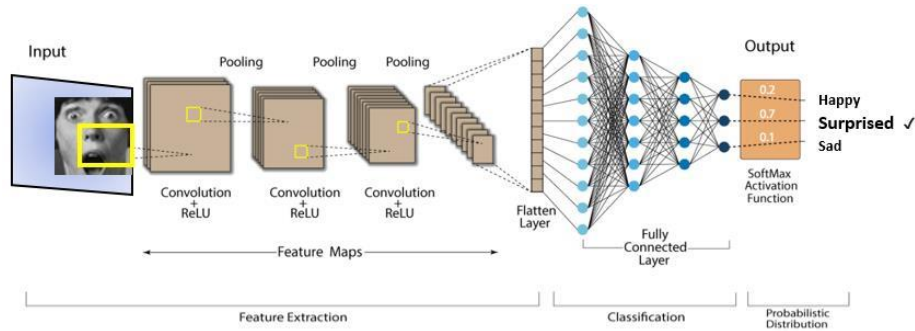 Input
Pooling
Pooling
Pooling
Output
0.2
Happy
0.7
Surprised ✓
0.1
Sad
Convolution
+
ReLU
Convolution
+
ReLU
Convolution
+
ReLU
Flatten
Layer
SoftMax
Activation
Function
Fully
Connected
Layer
Feature Maps
Feature Extraction
Classification
Probabilistic
Distribution